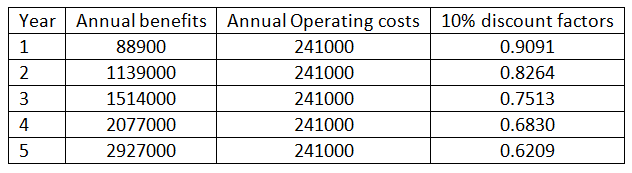 Year Annual benefits Annual Operating costs 10% discount factors
1 88900 241000 0.9091
2 1139000 241000 0.8264
3 1514000 241000 0.7513
4 2077000 241000 0.6830
5 2927000 241000 0.6209